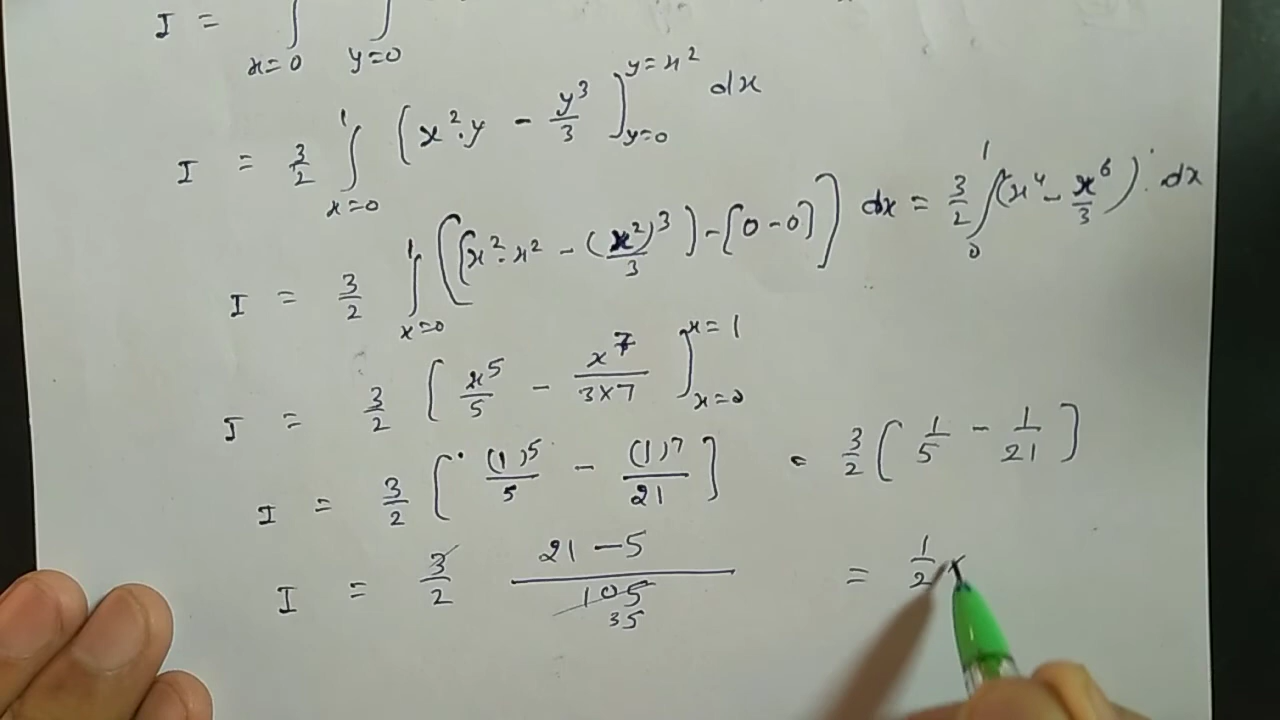 I = ∫_{x=0} ∫_{y=0}
I = 3/2 ∫_{x=0}^{1} [x²·y - y³/3]_{y=0}^{y=x²} dx
I = 3/2 ∫_{x=0}^{1} [[x²·x² - (x²)³/3] - [0-0]] dx = 3/2 ∫_{0}^{1} (x⁴ - x⁶/3) dx
I = 3/2 [x⁵/5 - x⁷/(3×7)]_{x=0}^{x=1}
I = 3/2 [(1)⁵/5 - (1)⁷/21] = 3/2 [1/5 - 1/21]
I = 3/2 (21-5)/105 35 = 1/2 ×